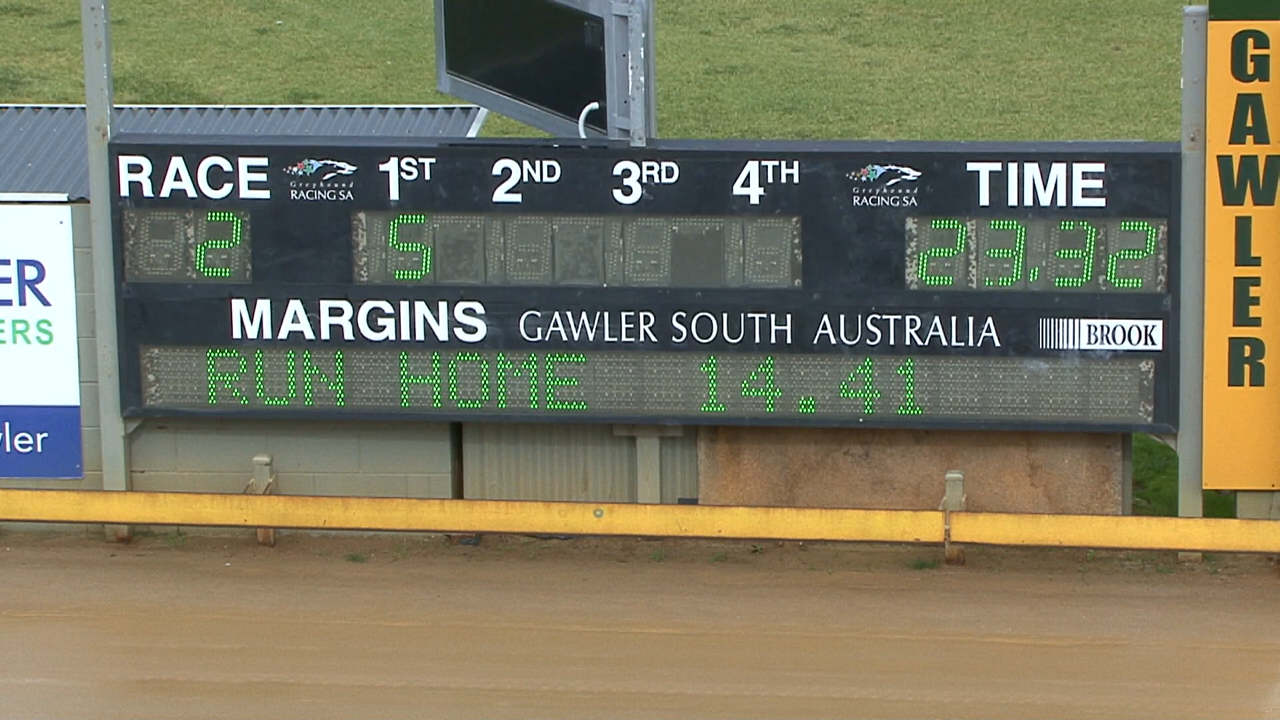 RACE
Greyhound
RACING SA
1ST 2ND 3RD 4TH
Greyhound
RACING SA
TIME
2 5 23.32
MARGINS GAWLER SOUTH AUSTRALIA BROOK
RUN HOME 14.41
GAWLER
ER
ERS
ler